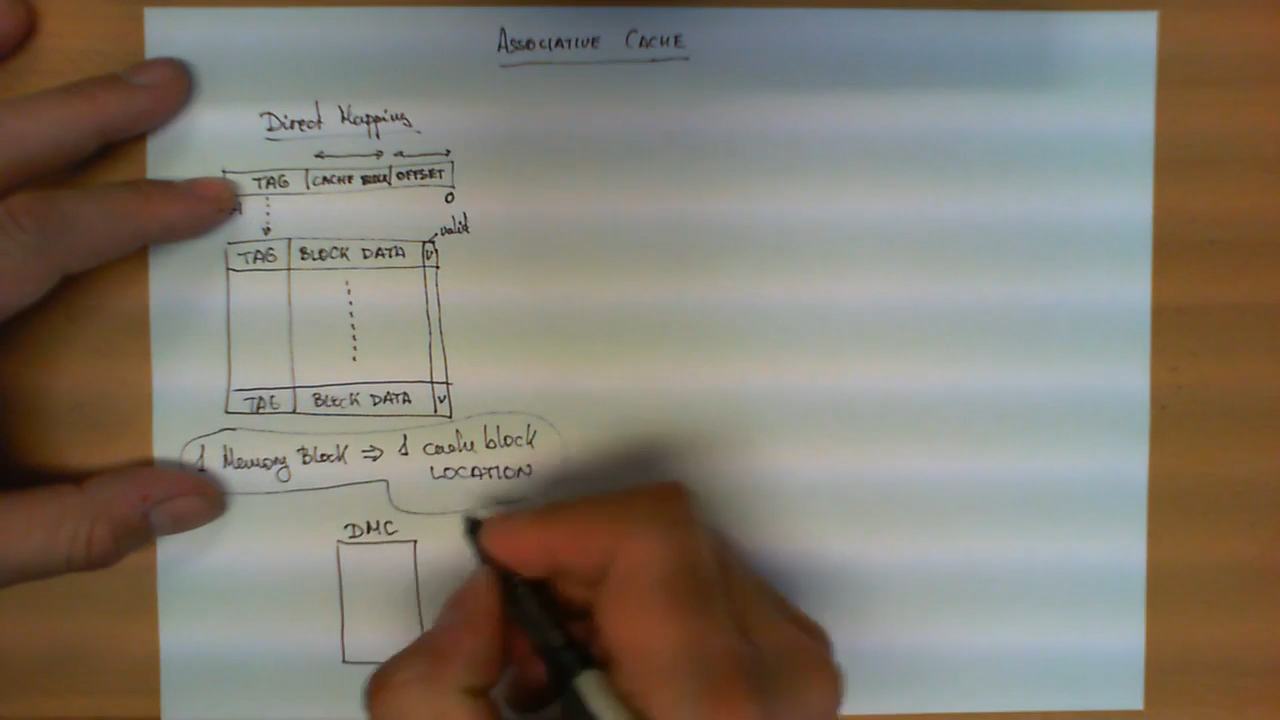 ASSOCIATIVE CACHE
Direct Mapping
TAG CACHE BLOCK OFFSET
0
valid
TAG BLOCK DATA V
TAG BLOCK DATA V
1 Memory Block ⇒ 1 cache block
LOCATION
DMC